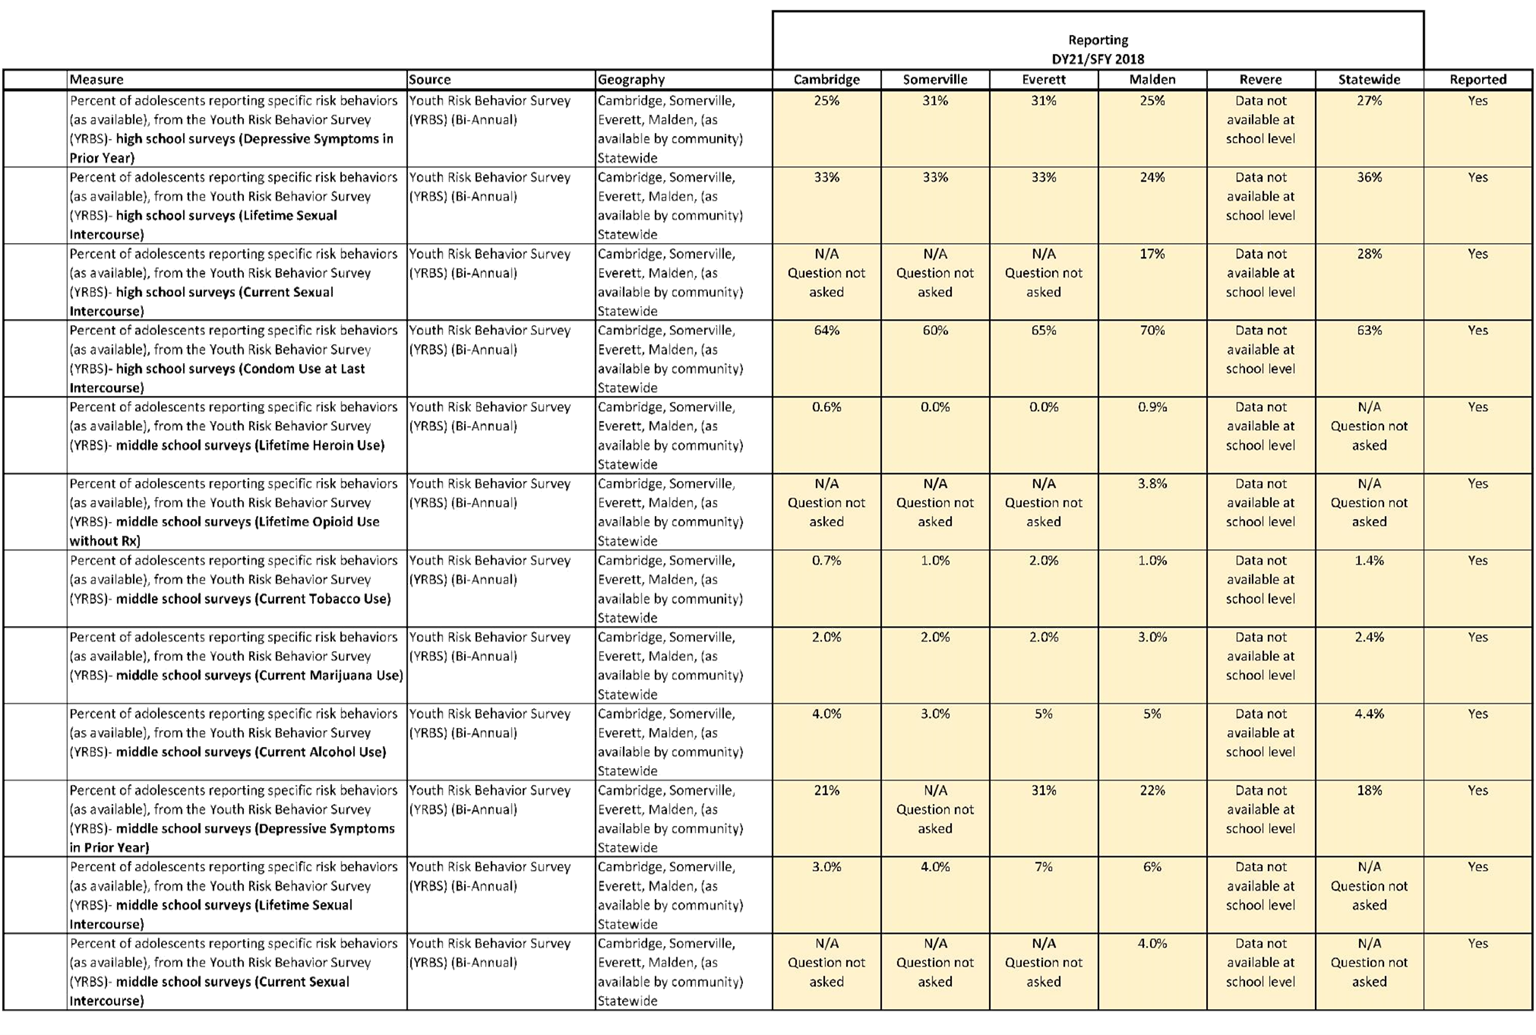 Reporting
DY21/SFY 2018
Measure Source Geography Cambridge Somerville Everett Malden Revere Statewide Reported
Percent of adolescents reporting specific risk behaviors Youth Risk Behavior Survey Cambridge, Somerville, 25% 31% 31% 25% Data not 27% Yes
(as available), from the Youth Risk Behavior Survey (YRBS) (Bi-Annual) Everett, Malden, (as available at
(YRBS)- high school surveys (Depressive Symptoms in available by community) school level
Prior Year) Statewide
Percent of adolescents reporting specific risk behaviors Youth Risk Behavior Survey Cambridge, Somerville, 33% 33% 33% 24% Data not 36% Yes
(as available), from the Youth Risk Behavior Survey (YRBS) (Bi-Annual) Everett, Malden, (as available at
(YRBS)- high school surveys (Lifetime Sexual available by community) school level
Intercourse) Statewide
Percent of adolescents reporting specific risk behaviors Youth Risk Behavior Survey Cambridge, Somerville, N/A N/A N/A 17% Data not 28% Yes
(as available), from the Youth Risk Behavior Survey (YRBS) (Bi-Annual) Everett, Malden, (as Question not Question not Question not available at
(YRBS)- high school surveys (Current Sexual available by community) asked asked asked school level
Intercourse) Statewide
Percent of adolescents reporting specific risk behaviors Youth Risk Behavior Survey Cambridge, Somerville, 64% 60% 65% 70% Data not 63% Yes
(as available), from the Youth Risk Behavior Survey (YRBS) (Bi-Annual) Everett, Malden, (as available at
(YRBS)- high school surveys (Condom Use at Last available by community) school level
Intercourse) Statewide
Percent of adolescents reporting specific risk behaviors Youth Risk Behavior Survey Cambridge, Somerville, 0.6% 0.0% 0.0% 0.9% Data not N/A Yes
(as available), from the Youth Risk Behavior Survey (YRBS) (Bi-Annual) Everett, Malden, (as available at Question not
(YRBS)- middle school surveys (Lifetime Heroin Use) available by community) school level asked
Statewide
Percent of adolescents reporting specific risk behaviors Youth Risk Behavior Survey Cambridge, Somerville, N/A N/A N/A 3.8% Data not N/A Yes
(as available), from the Youth Risk Behavior Survey (YRBS) (Bi-Annual) Everett, Malden, (as Question not Question not Question not available at Question not
(YRBS)- middle school surveys (Lifetime Opioid Use available by community) asked asked asked school level asked
without Rx) Statewide
Percent of adolescents reporting specific risk behaviors Youth Risk Behavior Survey Cambridge, Somerville, 0.7% 1.0% 2.0% 1.0% Data not 1.4% Yes
(as available), from the Youth Risk Behavior Survey (YRBS) (Bi-Annual) Everett, Malden, (as available at
(YRBS)- middle school surveys (Current Tobacco Use) available by community) school level
Statewide
Percent of adolescents reporting specific risk behaviors Youth Risk Behavior Survey Cambridge, Somerville, 2.0% 2.0% 2.0% 3.0% Data not 2.4% Yes
(as available), from the Youth Risk Behavior Survey (YRBS) (Bi-Annual) Everett, Malden, (as available at
(YRBS)- middle school surveys (Current Marijuana Use) available by community) school level
Statewide
Percent of adolescents reporting specific risk behaviors Youth Risk Behavior Survey Cambridge, Somerville, 4.0% 3.0% 5% 5% Data not 4.4% Yes
(as available), from the Youth Risk Behavior Survey (YRBS) (Bi-Annual) Everett, Malden, (as available at
(YRBS)- middle school surveys (Current Alcohol Use) available by community) school level
Statewide
Percent of adolescents reporting specific risk behaviors Youth Risk Behavior Survey Cambridge, Somerville, 21% N/A 31% 22% Data not 18% Yes
(as available), from the Youth Risk Behavior Survey (YRBS) (Bi-Annual) Everett, Malden, (as Question not available at
(YRBS)- middle school surveys (Depressive Symptoms available by community) asked school level
in Prior Year) Statewide
Percent of adolescents reporting specific risk behaviors Youth Risk Behavior Survey Cambridge, Somerville, 3.0% 4.0% 7% 6% Data not N/A Yes
(as available), from the Youth Risk Behavior Survey (YRBS) (Bi-Annual) Everett, Malden, (as available at Question not
(YRBS)- middle school surveys (Lifetime Sexual available by community) school level asked
Intercourse) Statewide
Percent of adolescents reporting specific risk behaviors Youth Risk Behavior Survey Cambridge, Somerville, N/A N/A N/A 4.0% Data not N/A Yes
(as available), from the Youth Risk Behavior Survey (YRBS) (Bi-Annual) Everett, Malden, (as Question not Question not Question not available at Question not
(YRBS)- middle school surveys (Current Sexual available by community) asked asked asked school level asked
Intercourse) Statewide